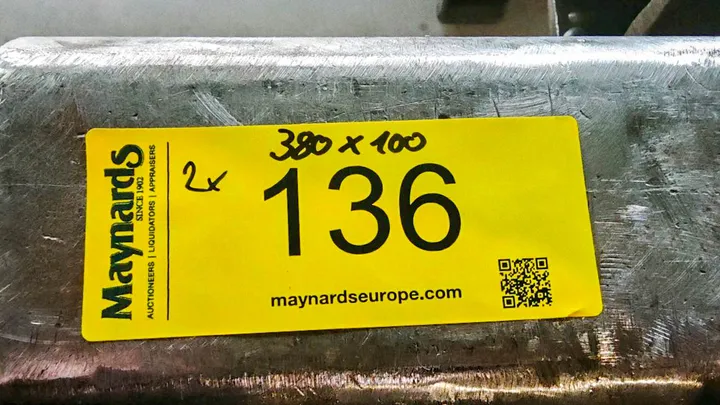 Maynards
SINCE 1902
AUCTIONEERS | LIQUIDATORS | APPRAISERS
380 x 100
2x
136
maynardseurope.com